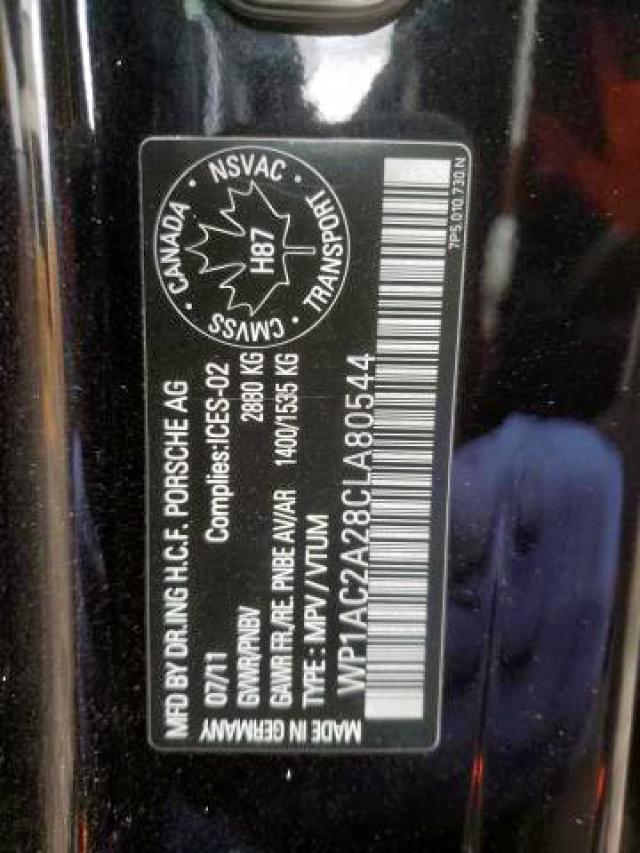 MFD BY DR.ING H.C.F. PORSCHE AG
07/11 Complies:ICES-02
GVWR/PNBV 2880 KG
GAWR FR./RE. PNBE AV/AR 1400/1535 KG
TYPE : MPV / VTUM
WP1AC2A28CLA80544
MADE IN GERMANY
CANADA • NSVAC • TRANSPORT • CMVSS •
H87
7P5.010.730.N